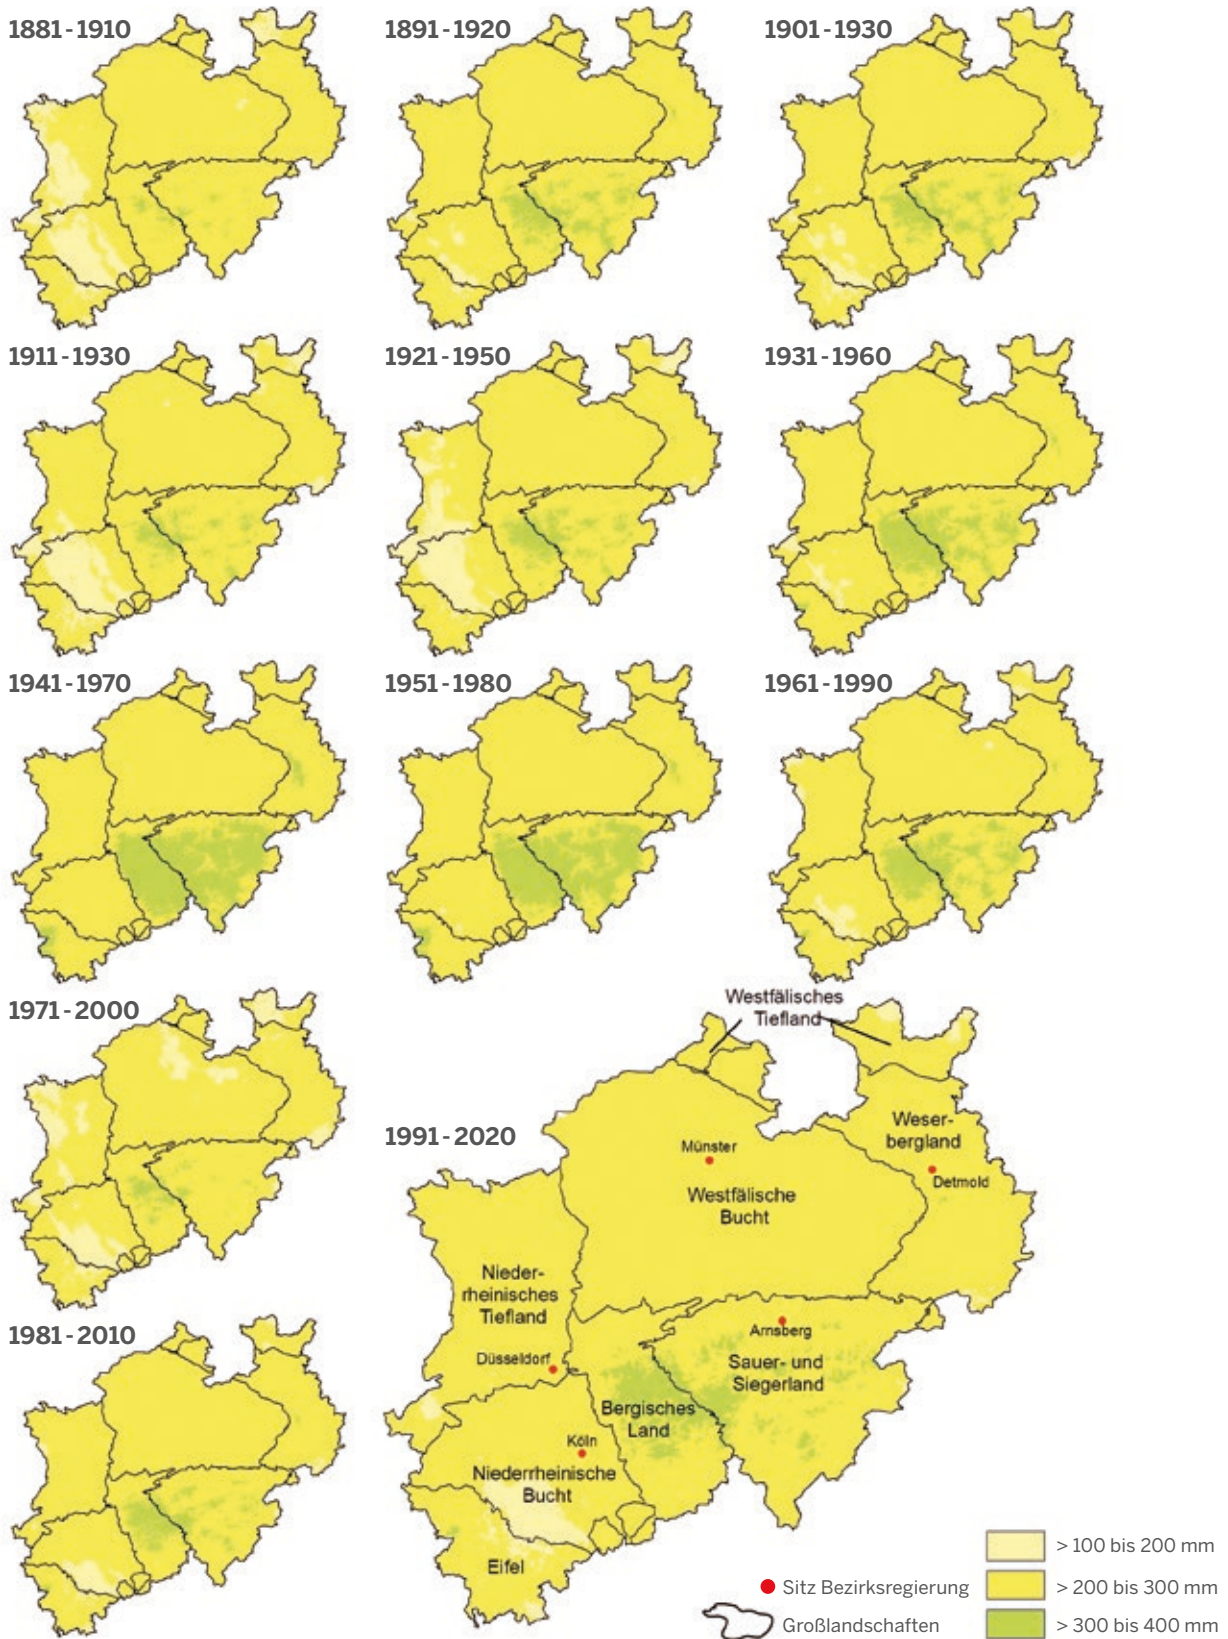 1881-1910
1891-1920
1901-1930
1911-1930
1921-1950
1931-1960
1941-1970
1951-1980
1961-1990
1971-2000
1981-2010
1991-2020
Westfälisches
Tiefland
Weser-
bergland
Münster
Detmold
Westfälische
Bucht
Nieder-
rheinisches
Tiefland
Düsseldorf
Arnsberg
Sauer- und
Siegerland
Bergisches
Land
Köln
Niederrheinische
Bucht
Eifel
Sitz Bezirksregierung
Großlandschaften
> 100 bis 200 mm
> 200 bis 300 mm
> 300 bis 400 mm